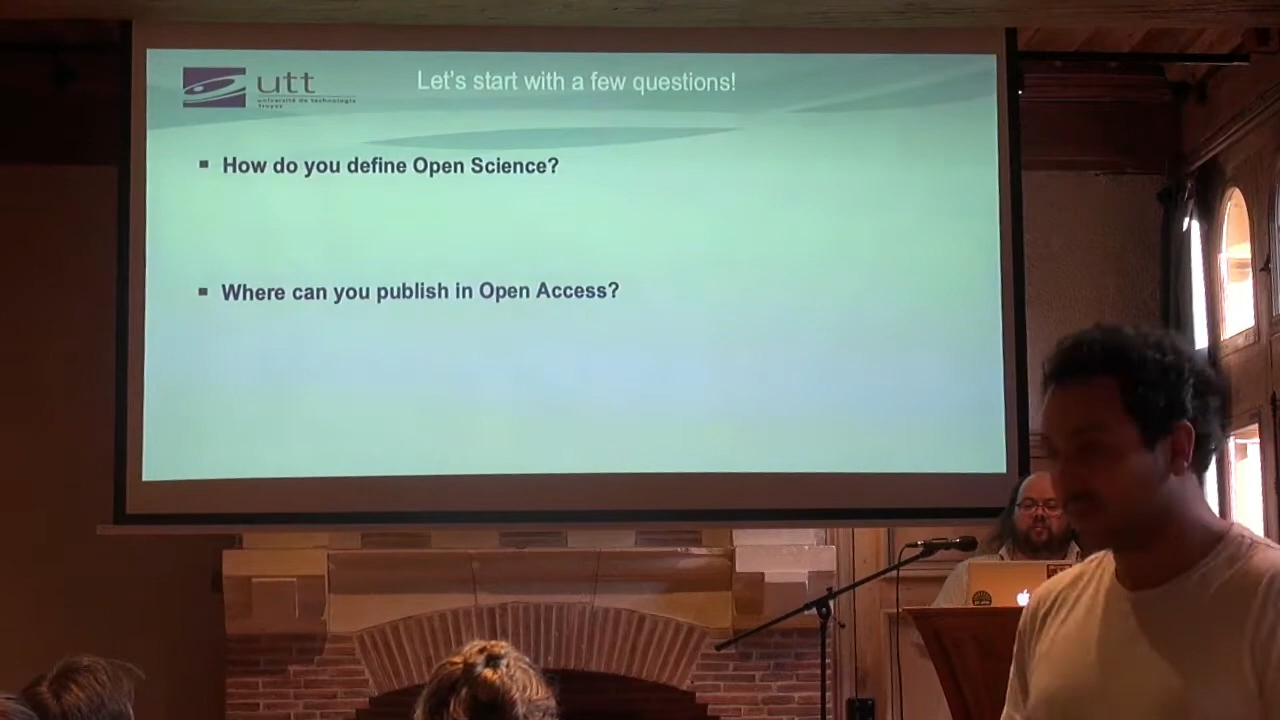 utt
université de technologie
Troyes
Let's start with a few questions!
▪ How do you define Open Science?
▪ Where can you publish in Open Access?